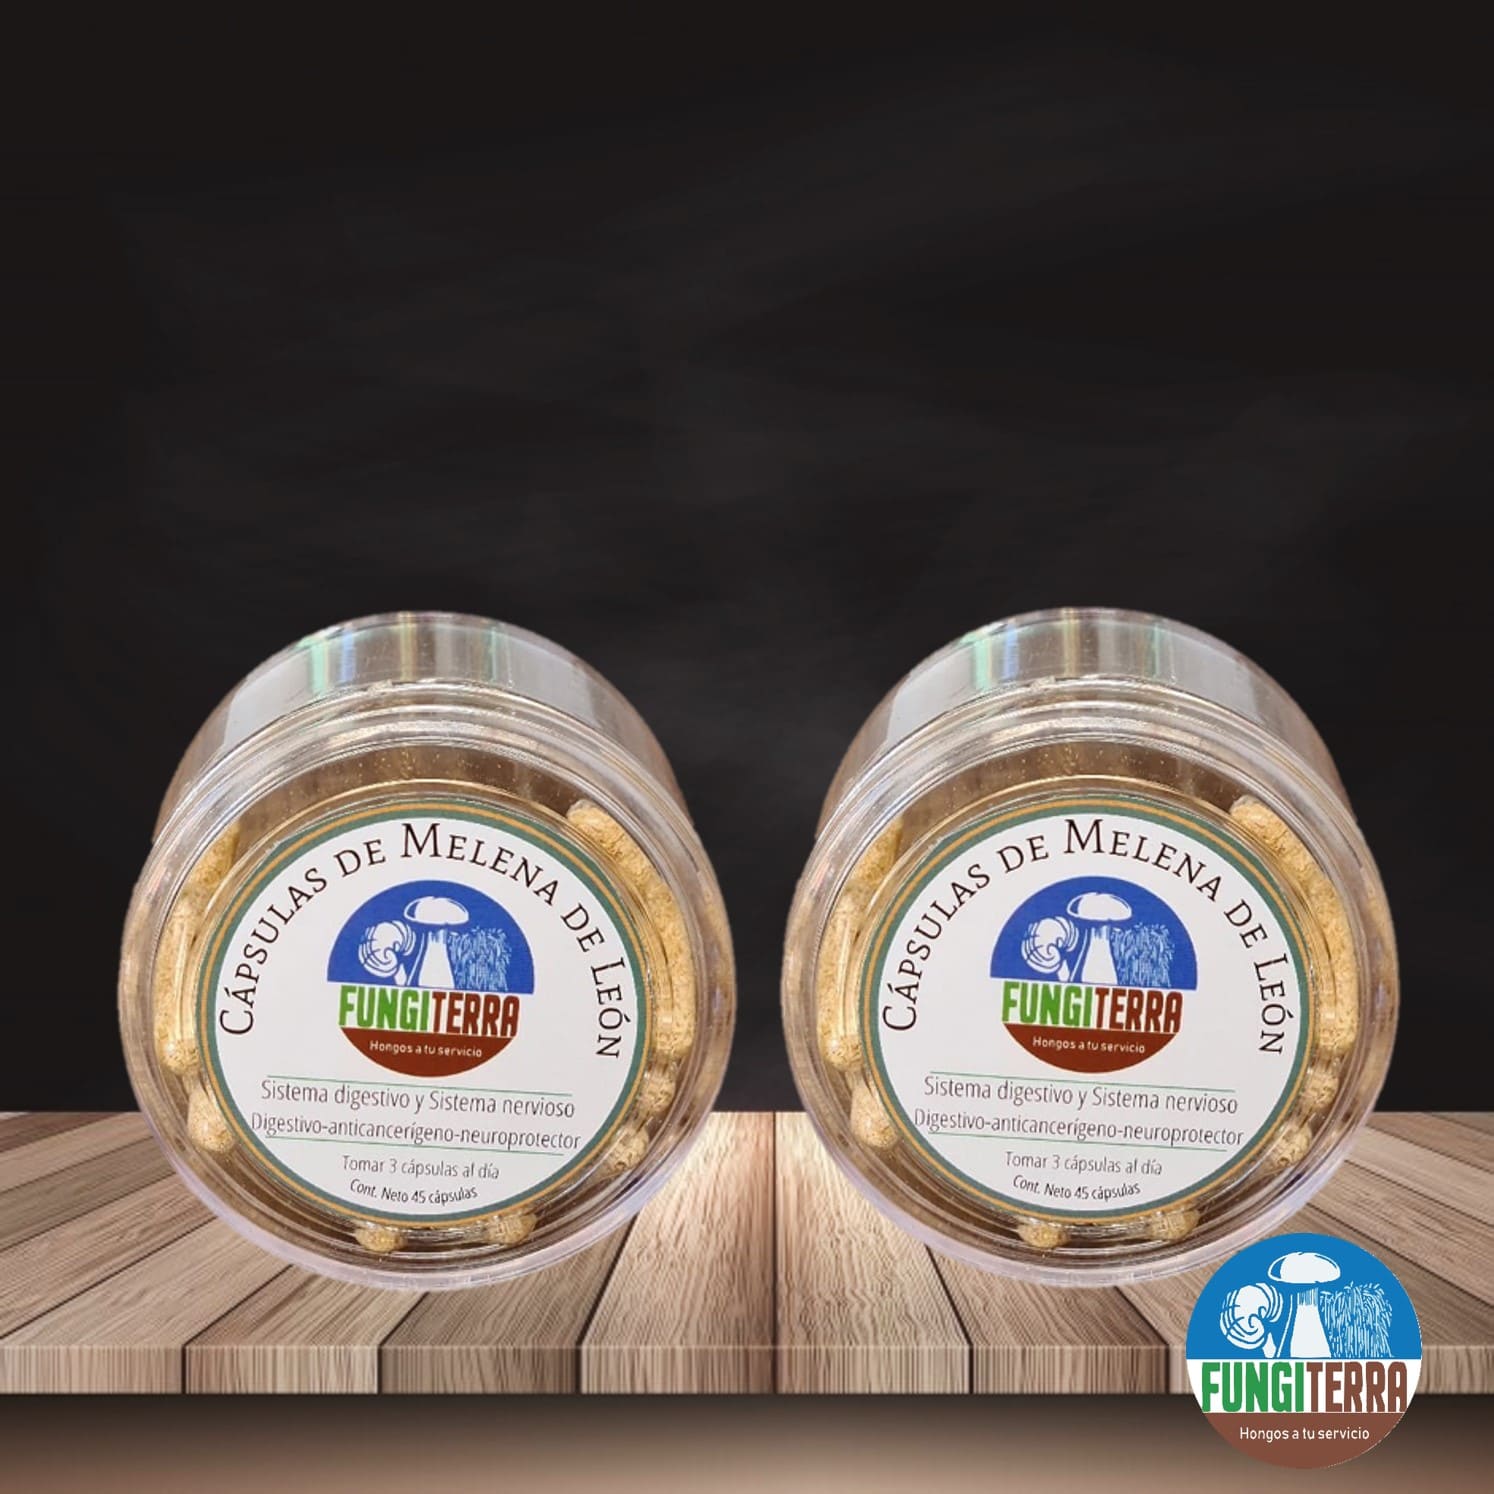 CÁPSULAS DE MELENA DE LEÓN
FUNGITERRA
Hongos a tu servicio
Sistema digestivo y Sistema nervioso
Digestivo-anticancerígeno-neuroprotector
Tomar 3 cápsulas al día
Cont. Neto 45 cápsulas
CÁPSULAS DE MELENA DE LEÓN
FUNGITERRA
Hongos a tu servicio
Sistema digestivo y Sistema nervioso
Digestivo-anticancerígeno-neuroprotector
Tomar 3 cápsulas al día
Cont. Neto 45 cápsulas
FUNGITERRA
Hongos a tu servicio